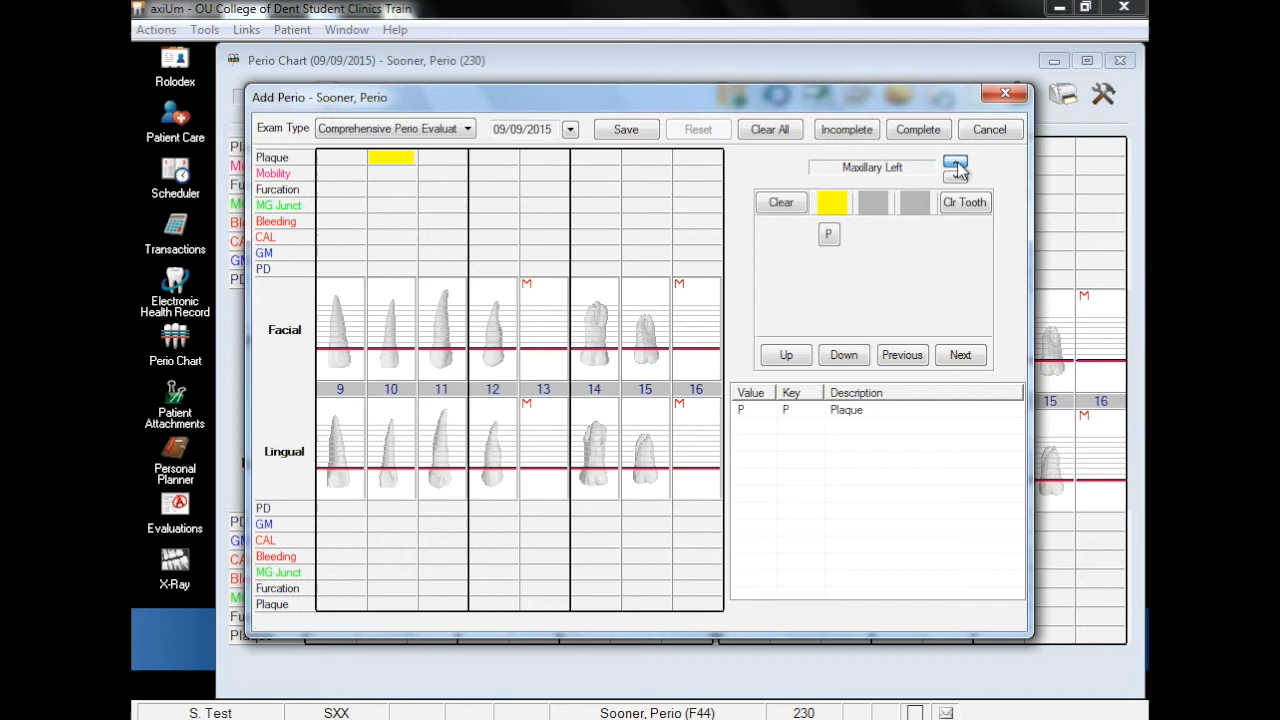 axiUm - OU College of Dent Student Clinics Train
Actions Tools Links Patient Window Help
Rolodex
Patient Care
Scheduler
Transactions
Electronic
Health Record
Perio Chart
Patient
Attachments
Personal
Planner
Evaluations
X-Ray
Perio Chart (09/09/2015) - Sooner, Perio (230)
Add Perio - Sooner, Perio
Exam Type Comprehensive Perio Evaluat 09/09/2015 Save Reset Clear All Incomplete Complete Cancel
Plaque
Mobility
Furcation
MG Junct
Bleeding
CAL
GM
PD
M M
Facial
9 10 11 12 13 14 15 16
M M
Lingual
PD
GM
CAL
Bleeding
MG Junct
Furcation
Plaque
Maxillary Left
Clear Clr Tooth
P
Up Down Previous Next
Value Key Description
P P Plaque
M
15 16
M
S. Test SXX Sooner, Perio (F44) 230